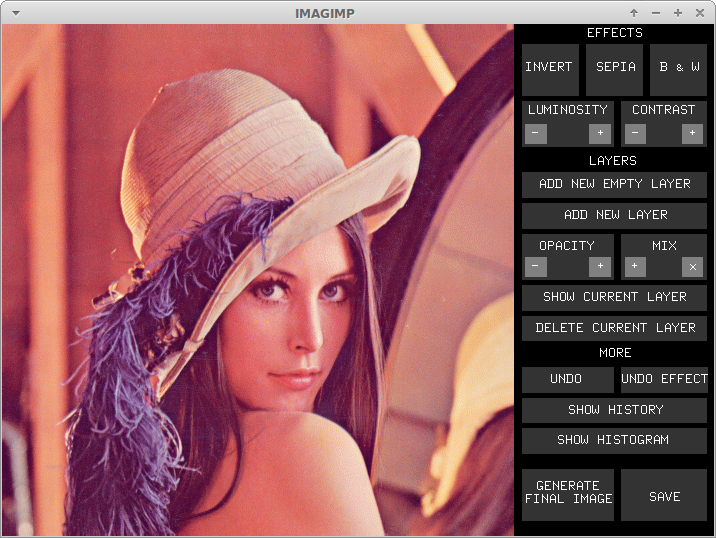 IMAGIMP
EFFECTS
INVERT
SEPIA
B & W
LUMINOSITY
CONTRAST
- +
- +
LAYERS
ADD NEW EMPTY LAYER
ADD NEW LAYER
OPACITY
MIX
- +
+ ×
SHOW CURRENT LAYER
DELETE CURRENT LAYER
MORE
UNDO
UNDO EFFECT
SHOW HISTORY
SHOW HISTOGRAM
GENERATE
FINAL IMAGE
SAVE